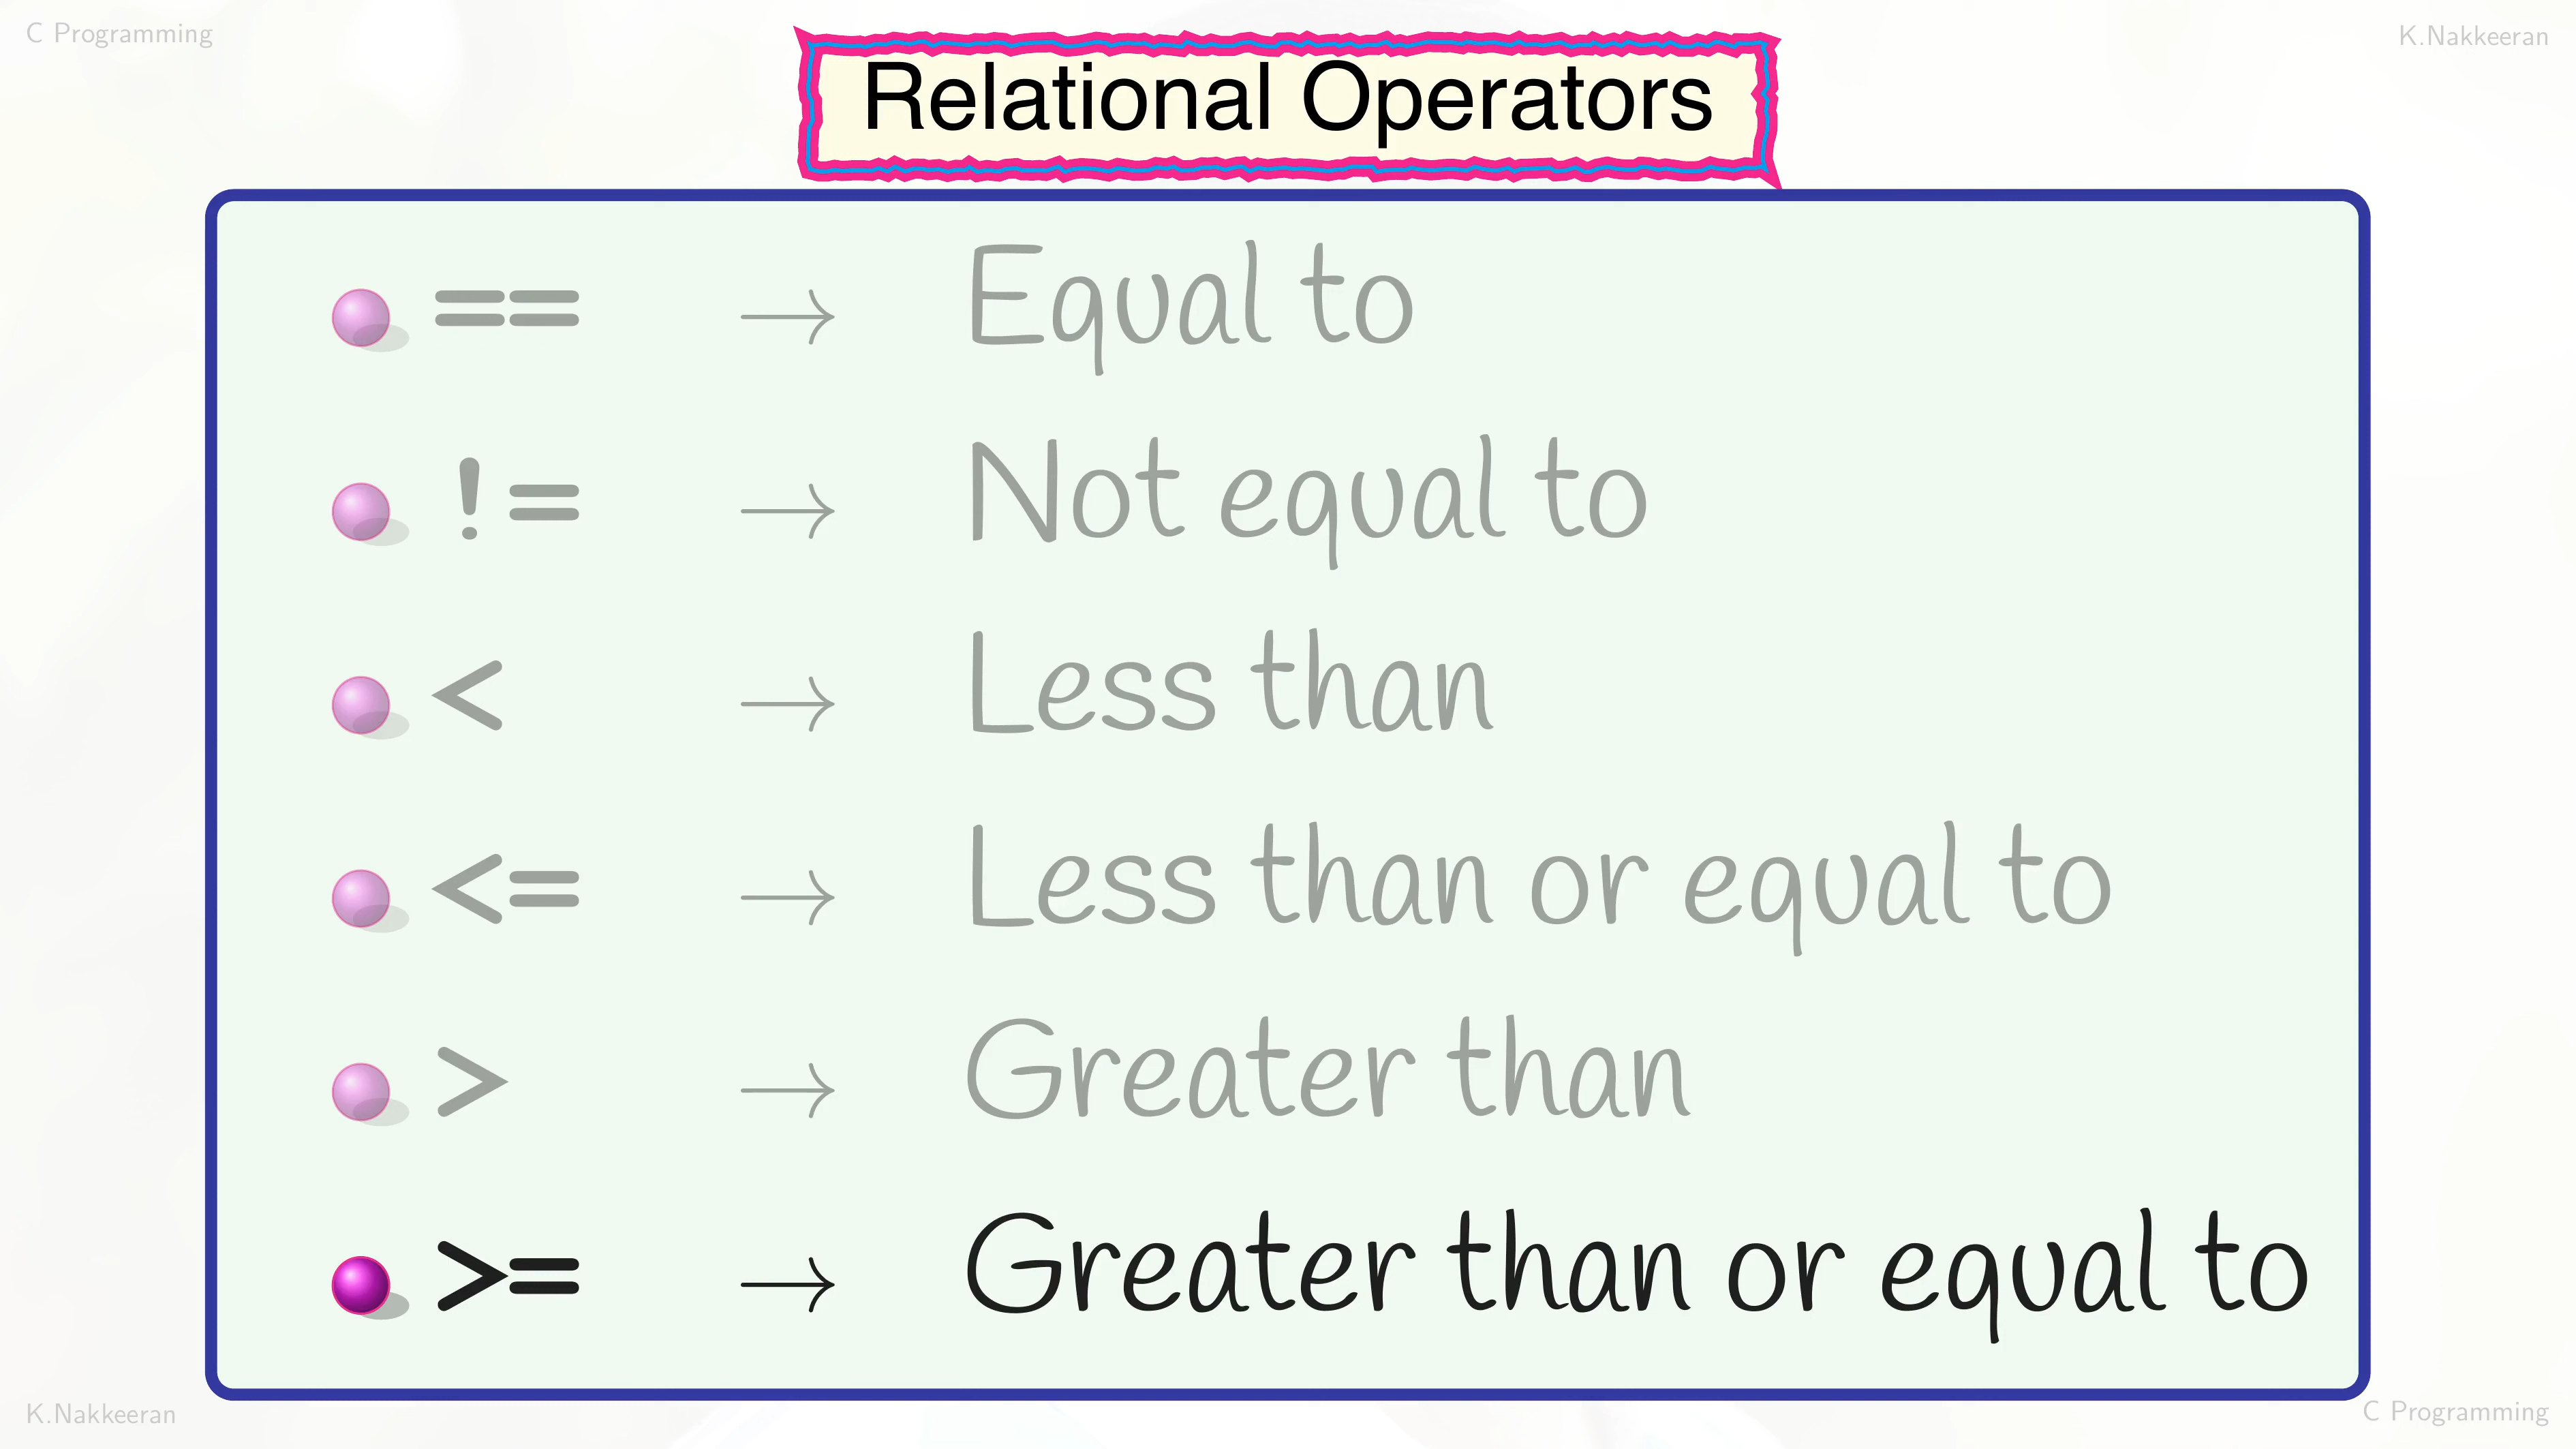 C Programming
K.Nakkeeran
Relational Operators
== → Equal to
!= → Not equal to
< → Less than
<= → Less than or equal to
> → Greater than
>= → Greater than or equal to
K.Nakkeeran
C Programming